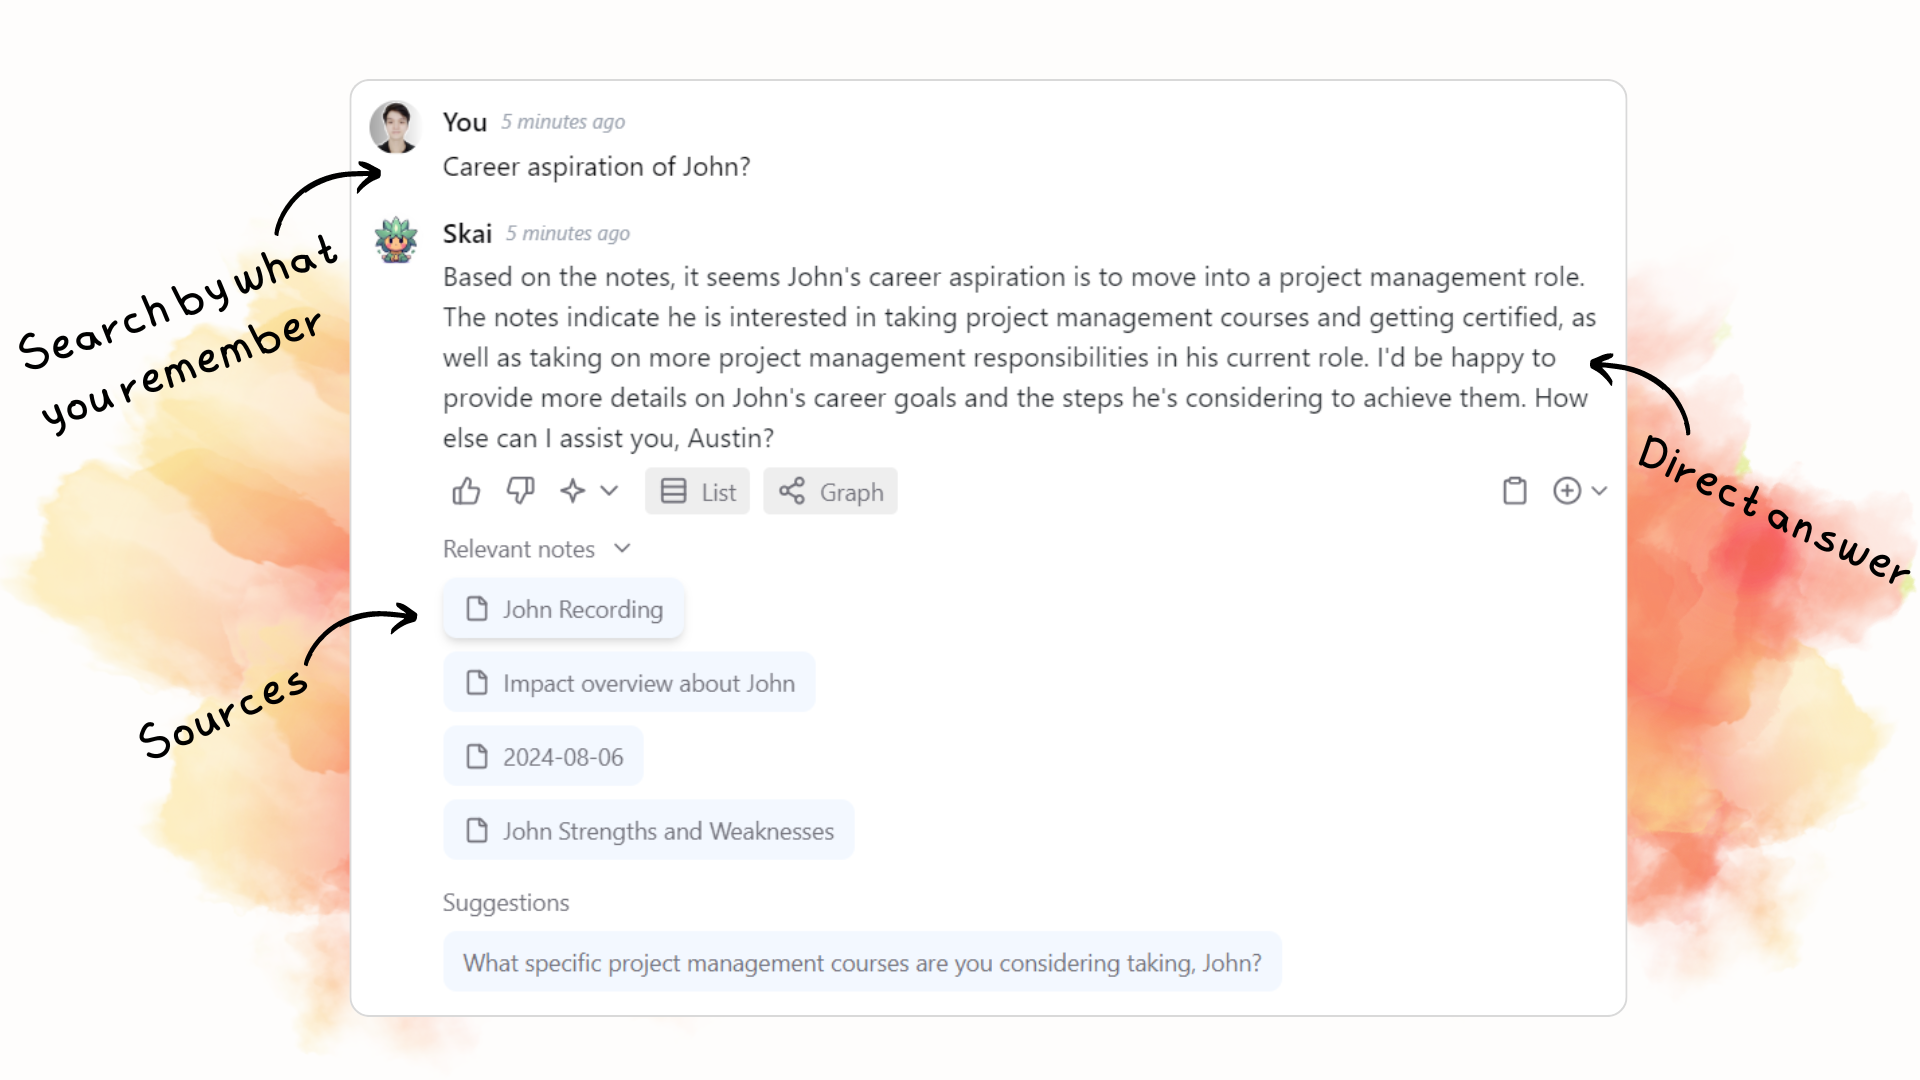 You 5 minutes ago
Career aspiration of John?
Search by what
you remember
Skai 5 minutes ago
Based on the notes, it seems John's career aspiration is to move into a project management role.
The notes indicate he is interested in taking project management courses and getting certified, as
well as taking on more project management responsibilities in his current role. I'd be happy to
provide more details on John's career goals and the steps he's considering to achieve them. How
else can I assist you, Austin?
Direct answer
List Graph
Relevant notes
Sources
John Recording
Impact overview about John
2024-08-06
John Strengths and Weaknesses
Suggestions
What specific project management courses are you considering taking, John?